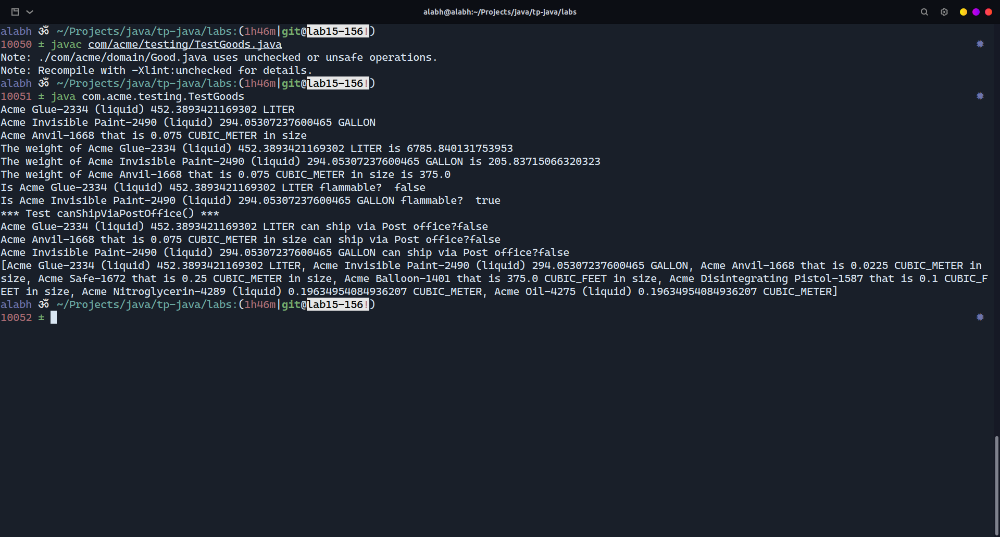 alabh@alabh:~/Projects/java/tp-java/labs
alabh ॐ ~/Projects/java/tp-java/labs:(1h46m|git@lab15-156!)
10050 ± javac com/acme/testing/TestGoods.java
Note: ./com/acme/domain/Good.java uses unchecked or unsafe operations.
Note: Recompile with -Xlint:unchecked for details.
alabh ॐ ~/Projects/java/tp-java/labs:(1h46m|git@lab15-156!)
10051 ± java com.acme.testing.TestGoods
Acme Glue-2334 (liquid) 452.3893421169302 LITER
Acme Invisible Paint-2490 (liquid) 294.05307237600465 GALLON
Acme Anvil-1668 that is 0.075 CUBIC_METER in size
The weight of Acme Glue-2334 (liquid) 452.3893421169302 LITER is 6785.840131753953
The weight of Acme Invisible Paint-2490 (liquid) 294.05307237600465 GALLON is 205.83715066320323
The weight of Acme Anvil-1668 that is 0.075 CUBIC_METER in size is 375.0
Is Acme Glue-2334 (liquid) 452.3893421169302 LITER flammable?  false
Is Acme Invisible Paint-2490 (liquid) 294.05307237600465 GALLON flammable?  true
*** Test canShipViaPostOffice() ***
Acme Glue-2334 (liquid) 452.3893421169302 LITER can ship via Post office?false
Acme Anvil-1668 that is 0.075 CUBIC_METER in size can ship via Post office?false
Acme Invisible Paint-2490 (liquid) 294.05307237600465 GALLON can ship via Post office?false
[Acme Glue-2334 (liquid) 452.3893421169302 LITER, Acme Invisible Paint-2490 (liquid) 294.05307237600465 GALLON, Acme Anvil-1668 that is 0.0225 CUBIC_METER in
size, Acme Safe-1672 that is 0.25 CUBIC_METER in size, Acme Balloon-1401 that is 375.0 CUBIC_FEET in size, Acme Disintegrating Pistol-1587 that is 0.1 CUBIC_F
EET in size, Acme Nitroglycerin-4289 (liquid) 0.19634954084936207 CUBIC_METER, Acme Oil-4275 (liquid) 0.19634954084936207 CUBIC_METER]
alabh ॐ ~/Projects/java/tp-java/labs:(1h46m|git@lab15-156!)
10052 ±